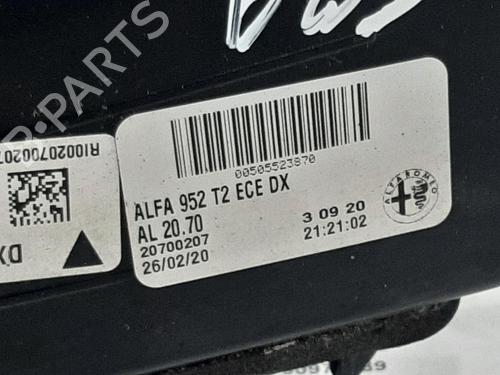 B-PARTS
00505523870
ALFA 952 T2 ECE DX
AL 20.70
20700207
26/02/20
3 09 20
21:21:02
ALFA ROMEO
DX